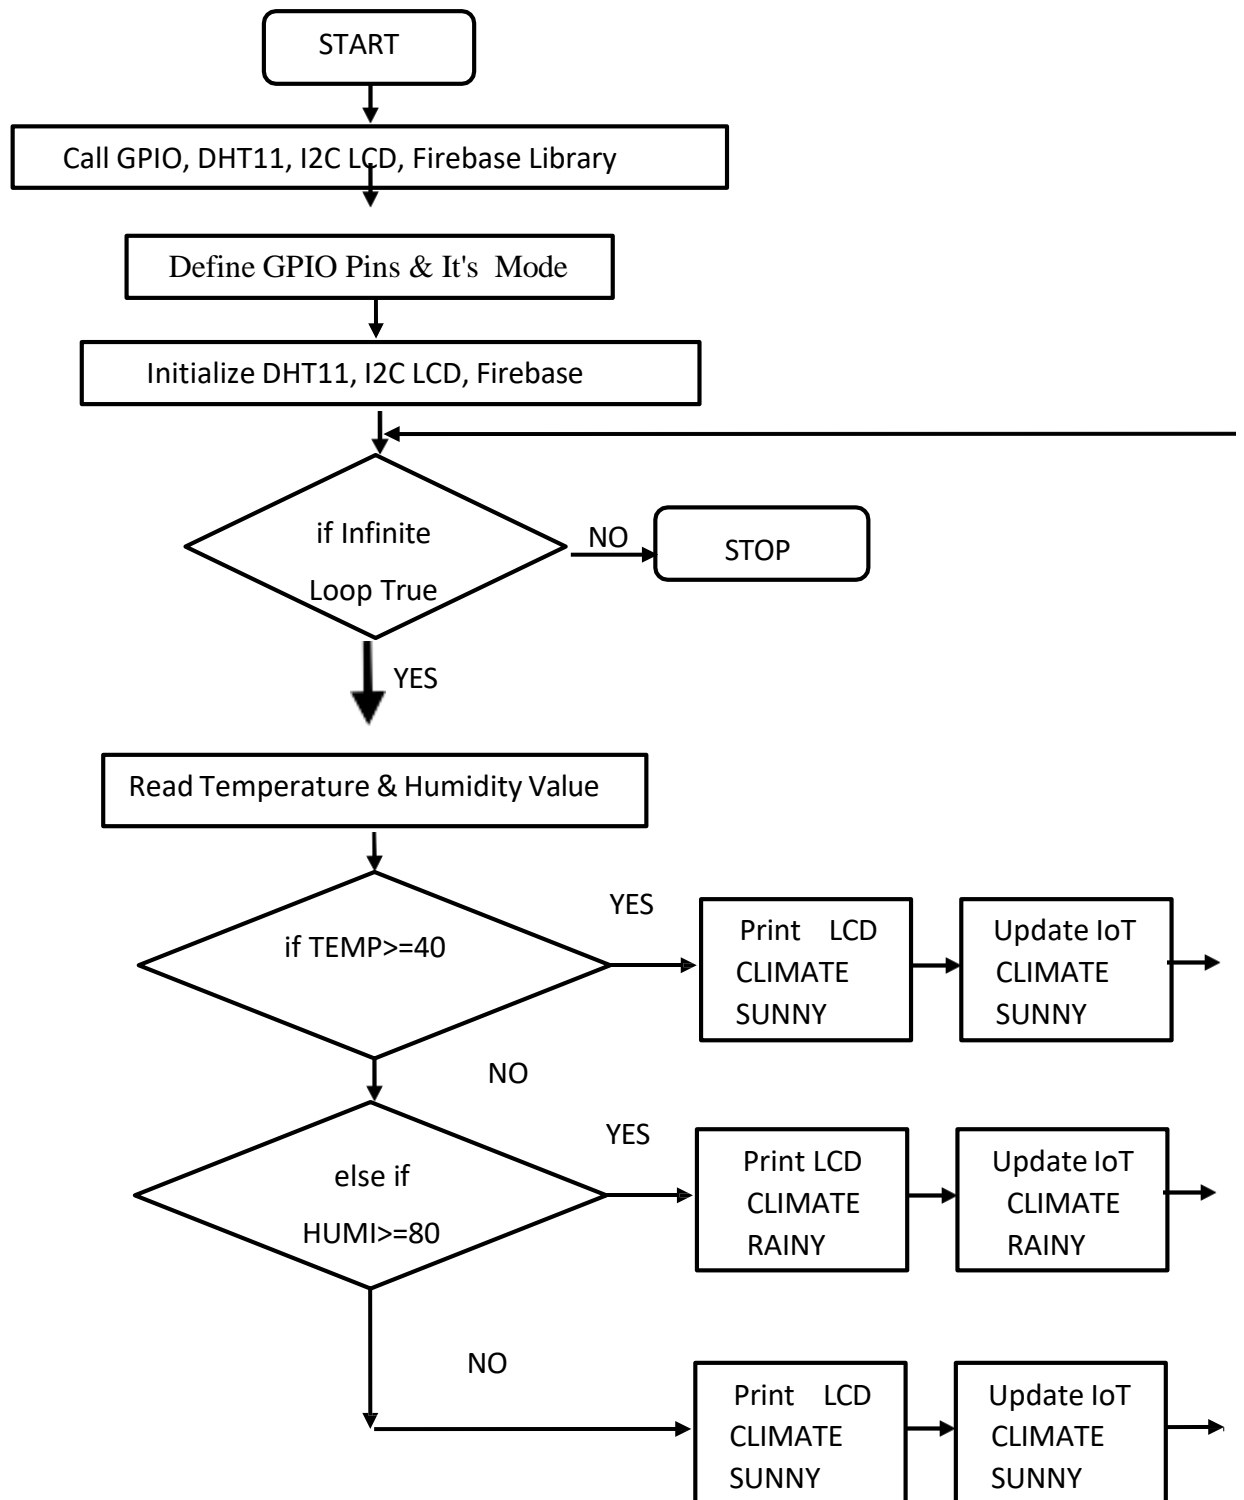 START
Call GPIO, DHT11, I2C LCD, Firebase Library
Define GPIO Pins & It's Mode
Initialize DHT11, I2C LCD, Firebase
if Infinite
Loop True
NO
STOP
YES
Read Temperature & Humidity Value
if TEMP>=40
YES
Print LCD
CLIMATE
SUNNY
Update IoT
CLIMATE
SUNNY
NO
else if
HUMI>=80
YES
Print LCD
CLIMATE
RAINY
Update IoT
CLIMATE
RAINY
NO
Print LCD
CLIMATE
SUNNY
Update IoT
CLIMATE
SUNNY